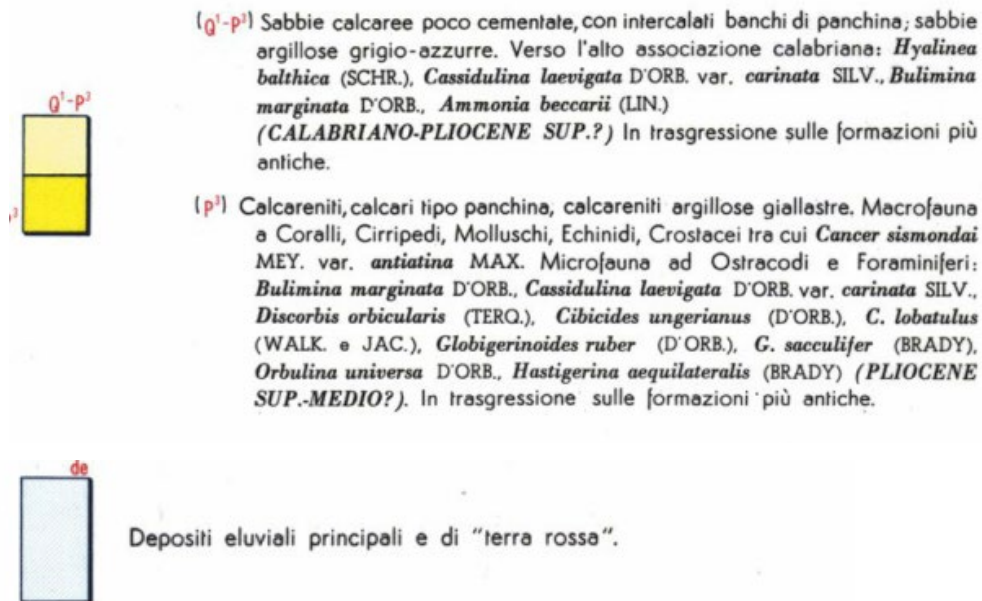 (Q¹-P³) Sabbie calcaree poco cementate, con intercalati banchi di panchina; sabbie
argillose grigio-azzurre. Verso l'alto associazione calabriana: Hyalinea
balthica (SCHR.), Cassidulina laevigata D'ORB. var. carinata SILV., Bulimina
marginata D'ORB., Ammonia beccarii (LIN.)
(CALABRIANO-PLIOCENE SUP.?) In trasgressione sulle formazioni più
antiche.
Q¹-P³
(P³) Calcareniti, calcari tipo panchina, calcareniti argillose giallastre. Macrofauna
a Coralli, Cirripedi, Molluschi, Echinidi, Crostacei tra cui Cancer sismondai
MEY. var. antiatina MAX. Microfauna ad Ostracodi e Foraminiferi:
Bulimina marginata D'ORB., Cassidulina laevigata D'ORB. var. carinata SILV.,
Discorbis orbicularis (TERQ.), Cibicides ungerianus (D'ORB.), C. lobatulus
(WALK. e JAC.), Globigerinoides ruber (D'ORB.), G. sacculifer (BRADY),
Orbulina universa D'ORB., Hastigerina aequilateralis (BRADY) (PLIOCENE
SUP.-MEDIO?). In trasgressione sulle formazioni più antiche.
de
Depositi eluviali principali e di "terra rossa".